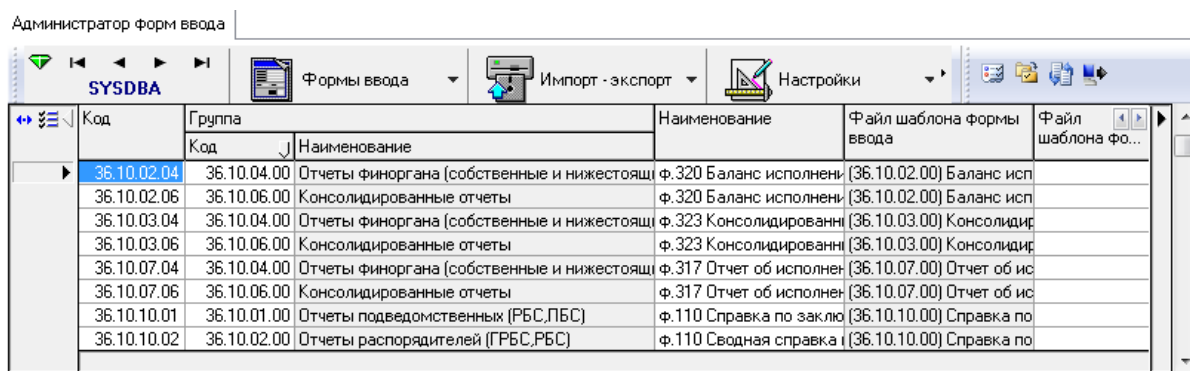 Администратор форм ввода
SYSDBA Формы ввода Импорт - экспорт Настройки
Код Группа Наименование Файл шаблона формы ввода Файл шаблона фо...
Код Наименование
36.10.02.04 36.10.04.00 Отчеты финоргана (собственные и нижестоящ ф.320 Баланс исполнени (36.10.02.00) Баланс исп
36.10.02.06 36.10.06.00 Консолидированные отчеты ф.320 Баланс исполнени (36.10.02.00) Баланс исп
36.10.03.04 36.10.04.00 Отчеты финоргана (собственные и нижестоящ ф.323 Консолидированн (36.10.03.00) Консолидир
36.10.03.06 36.10.06.00 Консолидированные отчеты ф.323 Консолидированн (36.10.03.00) Консолидир
36.10.07.04 36.10.04.00 Отчеты финоргана (собственные и нижестоящ ф.317 Отчет об исполнен (36.10.07.00) Отчет об ис
36.10.07.06 36.10.06.00 Консолидированные отчеты ф.317 Отчет об исполнен (36.10.07.00) Отчет об ис
36.10.10.01 36.10.01.00 Отчеты подведомственных (РБС,ПБС) ф.110 Справка по заклю (36.10.10.00) Справка по
36.10.10.02 36.10.02.00 Отчеты распорядителей (ГРБС,РБС) ф.110 Сводная справка (36.10.10.00) Справка по